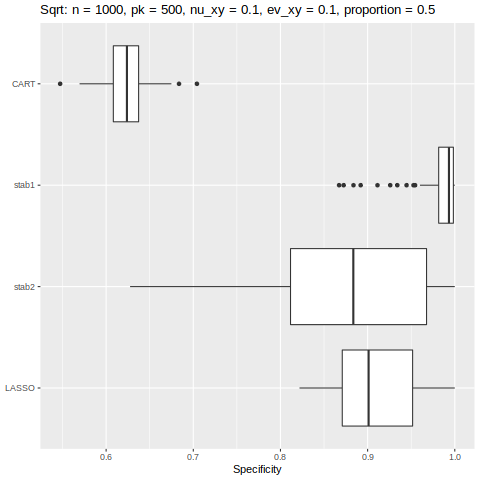 Sqrt: n = 1000, pk = 500, nu_xy = 0.1, ev_xy = 0.1, proportion = 0.5
CART
stab1
stab2
LASSO
0.6 0.7 0.8 0.9 1.0
Specificity